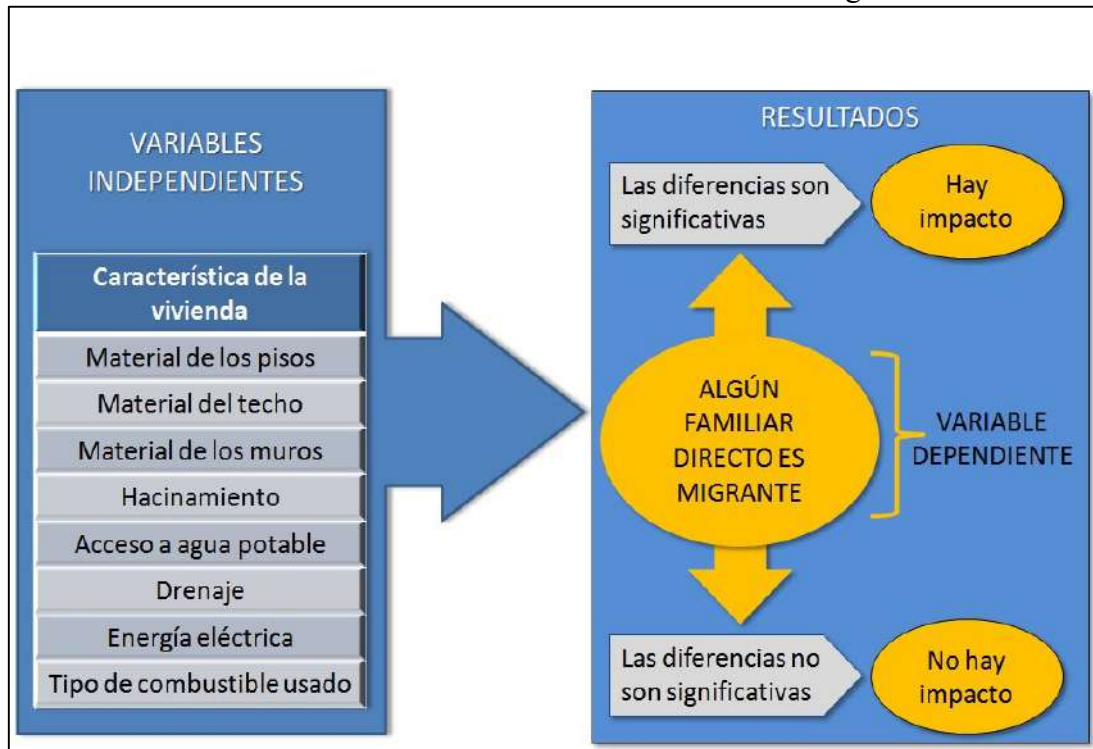 VARIABLES
INDEPENDIENTES
Característica de la
vivienda
Material de los pisos
Material del techo
Material de los muros
Hacinamiento
Acceso a agua potable
Drenaje
Energía eléctrica
Tipo de combustible usado
RESULTADOS
Las diferencias son
significativas
Hay
impacto
ALGÚN
FAMILIAR
DIRECTO ES
MIGRANTE
VARIABLE
DEPENDIENTE
Las diferencias no
son significativas
No hay
impacto